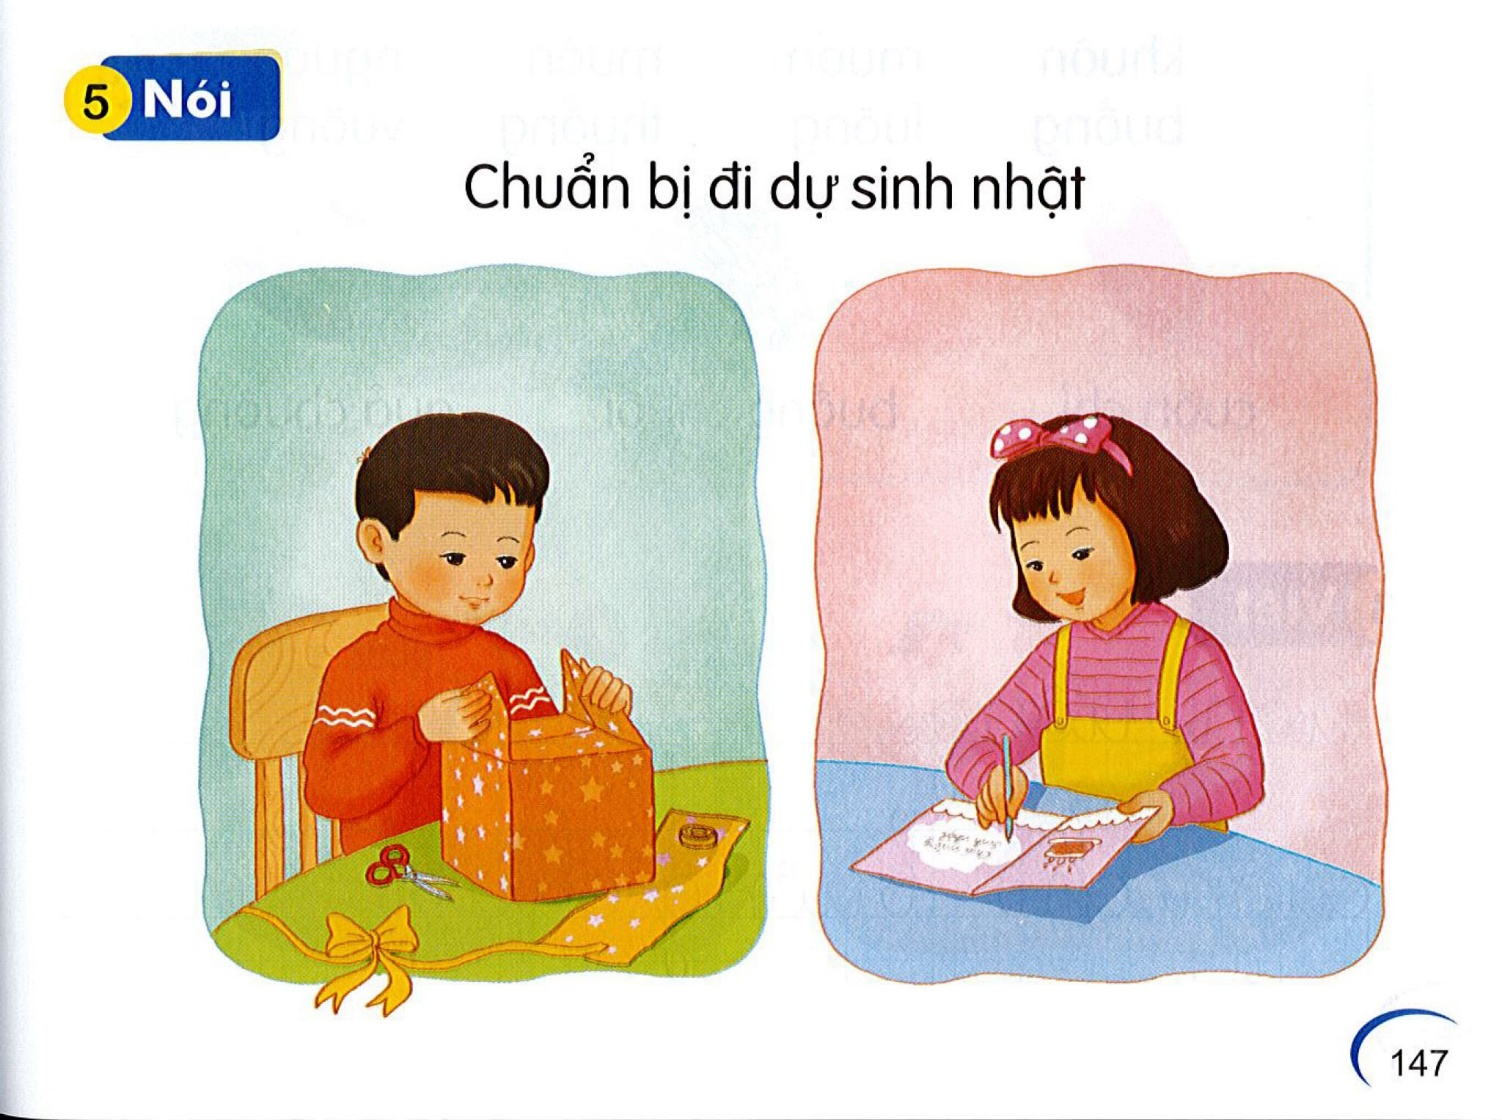 5 Nói
Chuẩn bị đi dự sinh nhật
147